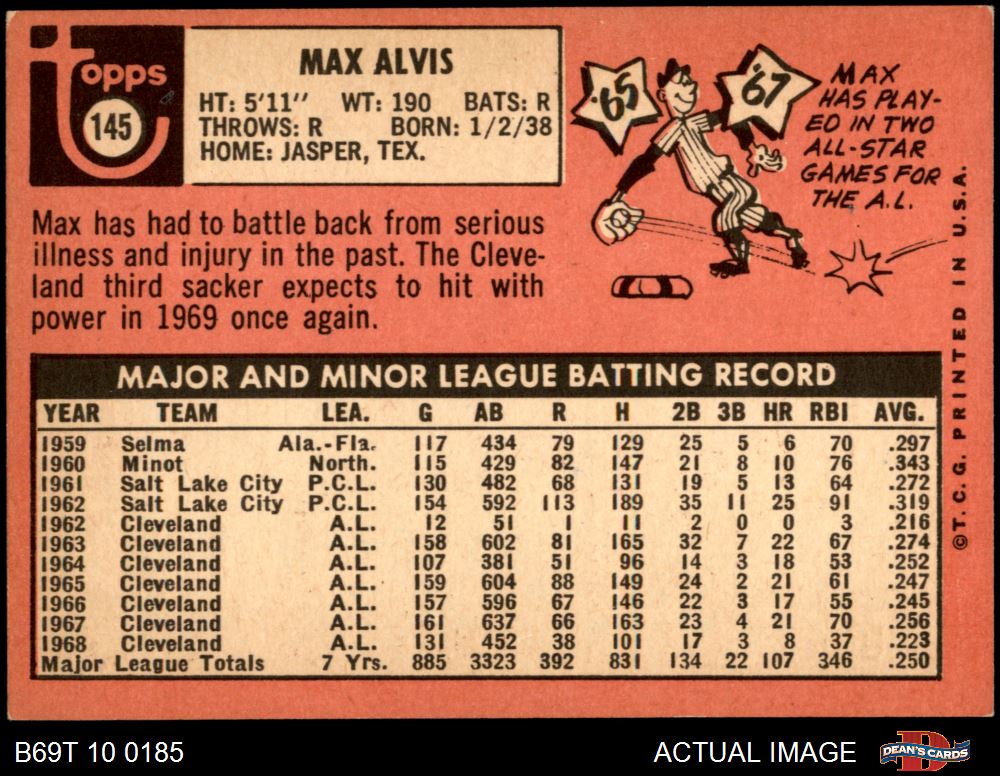 topps
145
MAX ALVIS
HT: 5'11" WT: 190 BATS: R
THROWS: R BORN: 1/2/38
HOME: JASPER, TEX.
'65
'67
MAX
HAS PLAY-
ED IN TWO
ALL-STAR
GAMES FOR
THE A.L.
Max has had to battle back from serious
illness and injury in the past. The Cleve-
land third sacker expects to hit with
power in 1969 once again.
MAJOR AND MINOR LEAGUE BATTING RECORD
YEAR TEAM LEA. G AB R H 2B 3B HR RBI AVG.
1959 Selma Ala.-Fla. 117 434 79 129 25 5 6 70 .297
1960 Minot North. 115 429 82 147 21 8 10 76 .343
1961 Salt Lake City P.C.L. 130 482 68 131 19 5 13 64 .272
1962 Salt Lake City P.C.L. 154 592 113 189 35 11 25 91 .319
1962 Cleveland A.L. 12 51 1 11 2 0 0 3 .216
1963 Cleveland A.L. 158 602 81 165 32 7 22 67 .274
1964 Cleveland A.L. 107 381 51 96 14 3 18 53 .252
1965 Cleveland A.L. 159 604 88 149 24 2 21 61 .247
1966 Cleveland A.L. 157 596 67 146 22 3 17 55 .245
1967 Cleveland A.L. 161 637 66 163 23 4 21 70 .256
1968 Cleveland A.L. 131 452 38 101 17 3 8 37 .223
Major League Totals 7 Yrs. 885 3323 392 831 134 22 107 346 .250
©T.C.G. PRINTED IN U.S.A.
B69T 10 0185
ACTUAL IMAGE
DEAN'S CARDS